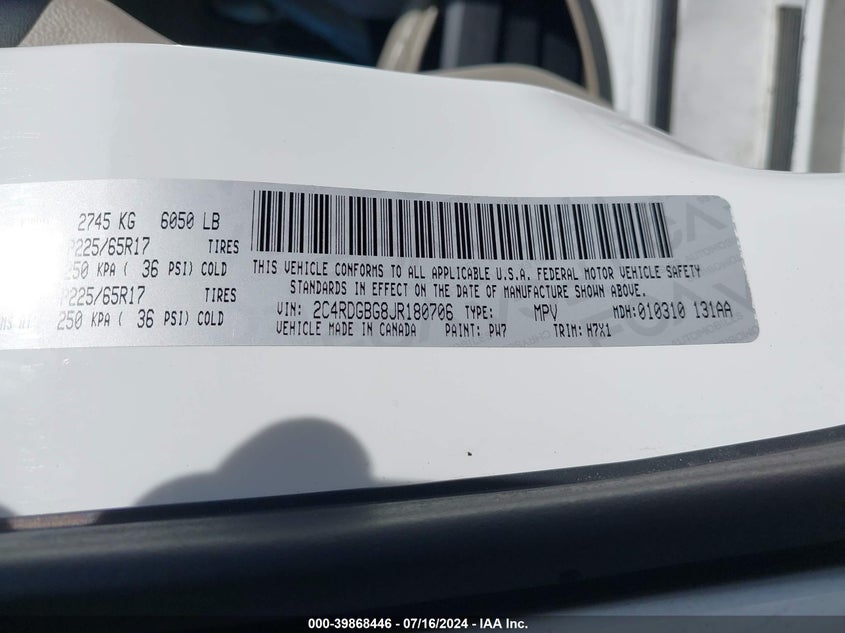 2745 KG 6050 LB
P225/65R17 TIRES
250 KPA ( 36 PSI) COLD
P225/65R17 TIRES
250 KPA ( 36 PSI) COLD
THIS VEHICLE CONFORMS TO ALL APPLICABLE U.S.A. FEDERAL MOTOR VEHICLE SAFETY
STANDARDS IN EFFECT ON THE DATE OF MANUFACTURE SHOWN ABOVE.
VIN: 2C4RDGBG8JR180706 TYPE: MPV MDH:010310 131AA
VEHICLE MADE IN CANADA PAINT: PW7 TRIM: H7X1
000-39868446 - 07/16/2024 - IAA Inc.